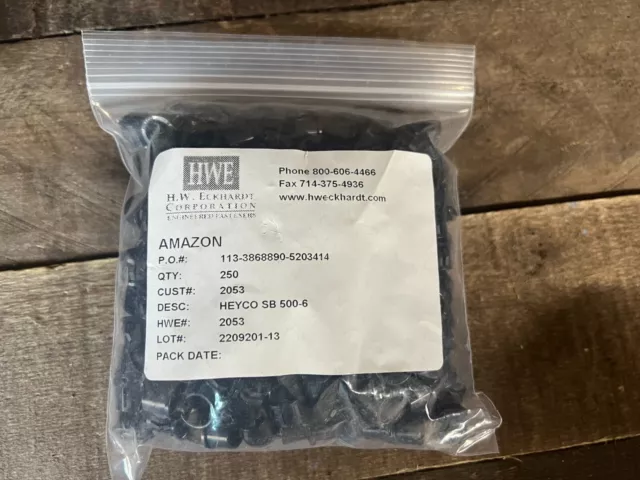 HWE
H.W. ECKHARDT
CORPORATION
ENGINEERED FASTENERS
Phone 800-606-4466
Fax 714-375-4936
www.hweckhardt.com
AMAZON
P.O.#: 113-3868890-5203414
QTY: 250
CUST#: 2053
DESC: HEYCO SB 500-6
HWE#: 2053
LOT#: 2209201-13
PACK DATE: